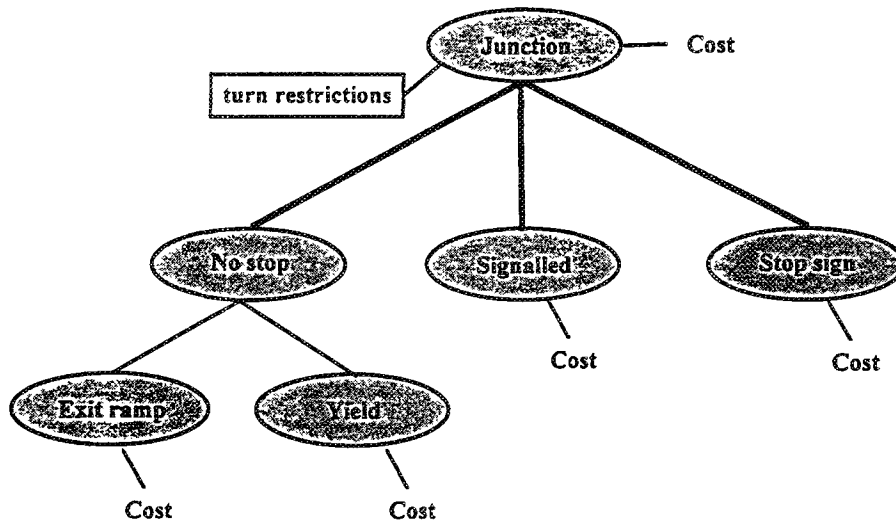 Junction
Cost
turn restrictions
No stop
Signalled
Stop sign
Cost
Cost
Exit ramp
Yield
Cost
Cost